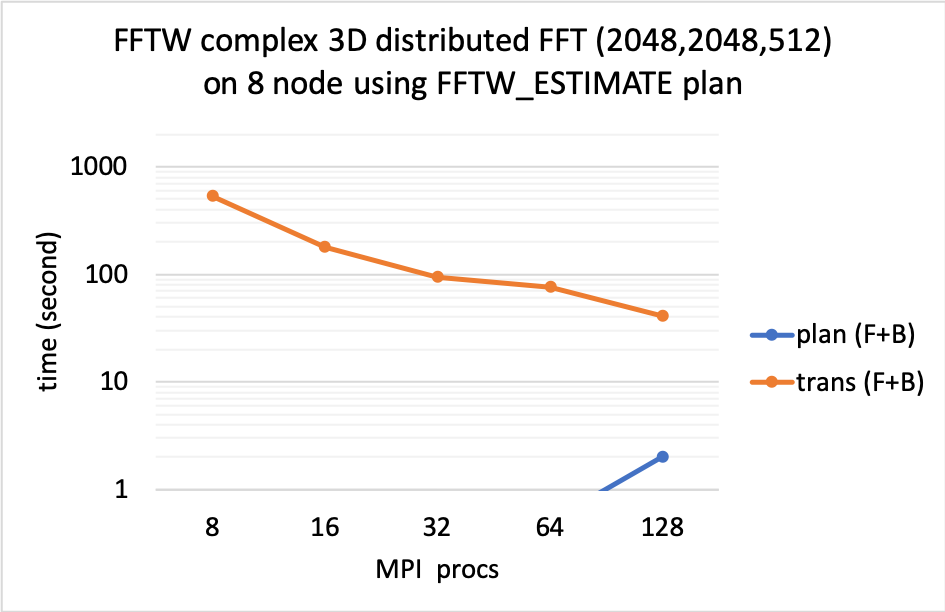 FFTW complex 3D distributed FFT (2048,2048,512)
on 8 node using FFTW_ESTIMATE plan
1000
100
10
1
time (second)
8 16 32 64 128
MPI procs
plan (F+B)
trans (F+B)